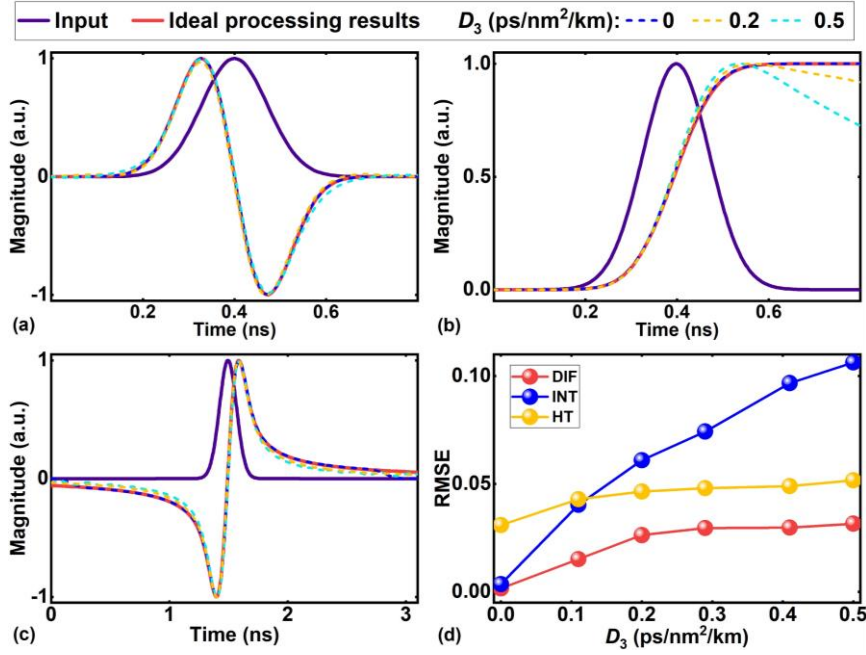 Input Ideal processing results D₃ (ps/nm²/km): 0 0.2 0.5
Magnitude (a.u.)
1
0
-1
0.2 0.4 0.6
(a) Time (ns)
Magnitude (a.u.)
1.0
0.5
0.0
0.2 0.4 0.6
(b) Time (ns)
Magnitude (a.u.)
1
0
-1
0 1 2 3
(c) Time (ns)
DIF
INT
HT
RMSE
0.10
0.05
0.00
0.0 0.1 0.2 0.3 0.4 0.5
(d) D₃ (ps/nm²/km)